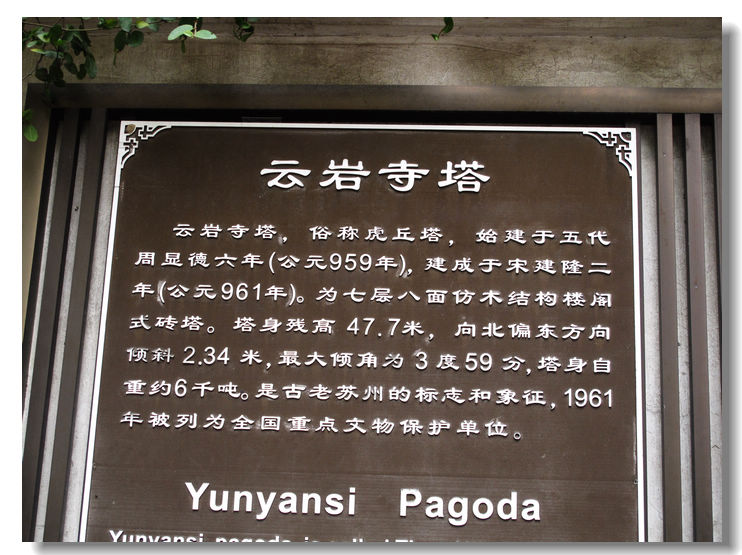 云岩寺塔
云岩寺塔，俗称虎丘塔，始建于五代
周显德六年(公元959年)，建成于宋建隆二
年(公元961年)。为七层八面仿木结构楼阁
式砖塔。塔身残高 47.7米，向北偏东方向
倾斜 2.34 米，最大倾角为 3 度59 分，塔身自
重约6千吨。是古老苏州的标志和象征，1961
年被列为全国重点文物保护单位。
Yunyansi Pagoda
Yunyansi pagoda is called